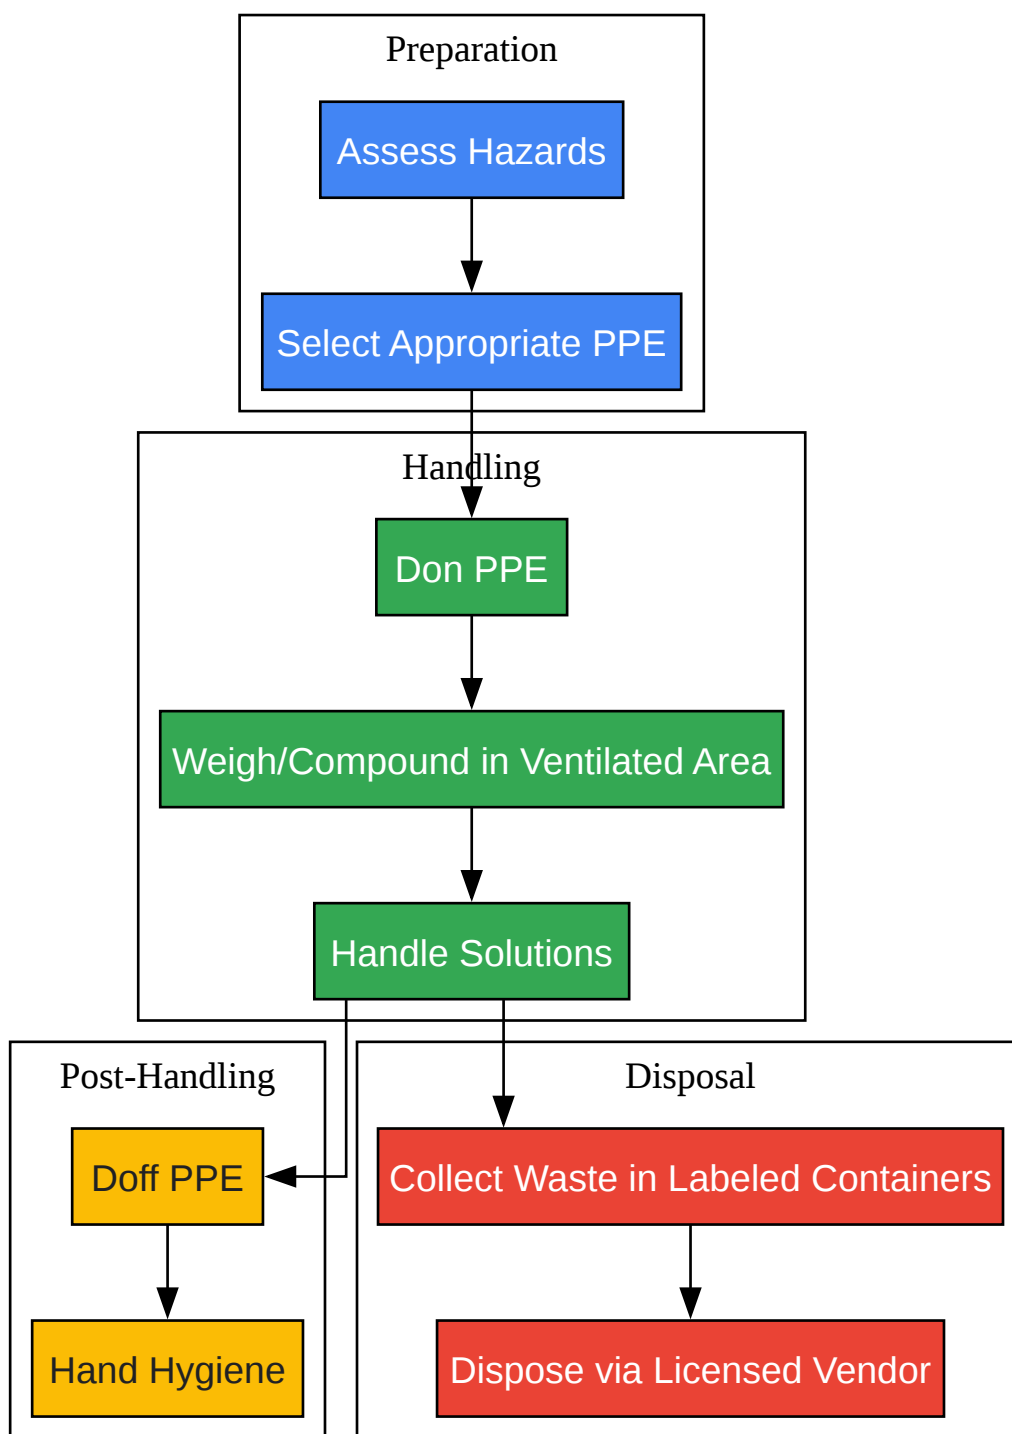 Preparation
Assess Hazards
Select Appropriate PPE
Handling
Don PPE
Weigh/Compound in Ventilated Area
Handle Solutions
Post-Handling
Doff PPE
Hand Hygiene
Disposal
Collect Waste in Labeled Containers
Dispose via Licensed Vendor